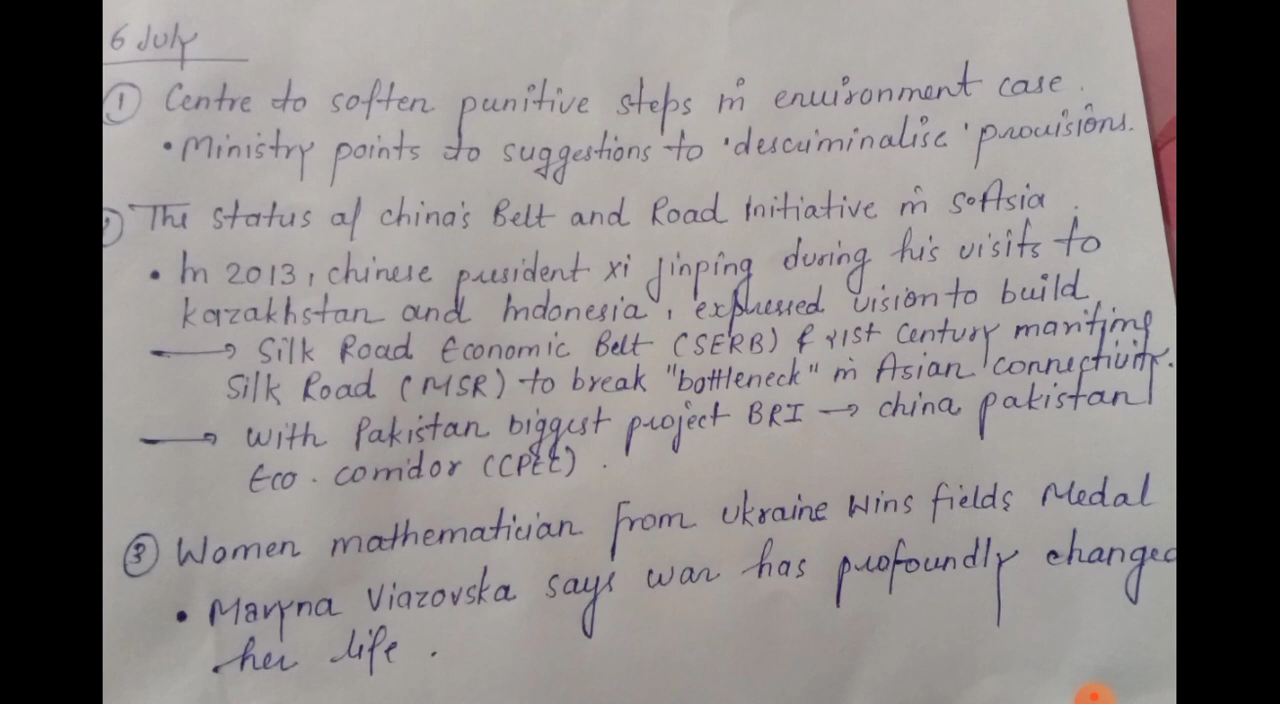 6 July
① Centre to soften punitive steps in environment case.
• Ministry points to suggestions to 'descriminalise' provisions.
The status of china's Belt and Road Initiative in S.Asia.
• In 2013, chinese president xi Jinping during his visits to
kazakhstan and Indonesia, expressed vision to build
→ Silk Road Economic Belt (SERB) & 21st Century maritime
Silk Road (MSR) to break "bottleneck" in Asian connectivity.
→ with Pakistan biggest project BRI → china pakistan
Eco. corridor (CPEC).
③ Women mathematician from ukraine wins fields Medal
• Maryna Viazovska says war has profoundly changed
her life.